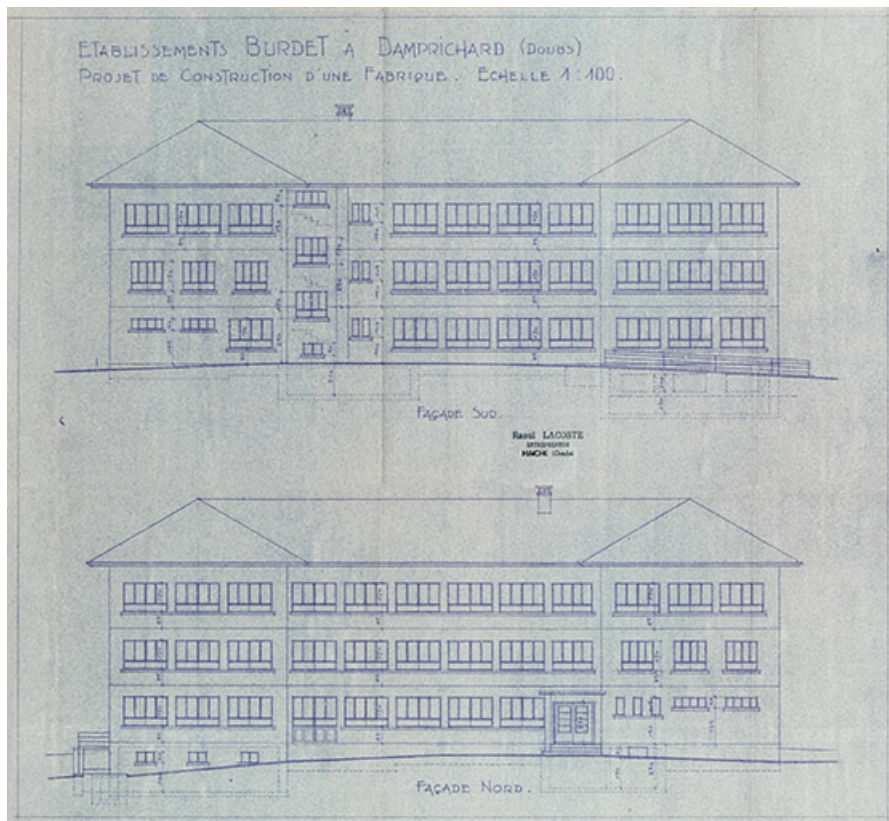 ETABLISSEMENTS BURDET À DAMPRICHARD (DOUBS)
PROJET DE CONSTRUCTION D'UNE FABRIQUE. ECHELLE 1:100.
FAÇADE SUD.
Raoul LACOSTE
ENTREPRENEUR
MAICHE (Doubs)
FAÇADE NORD.